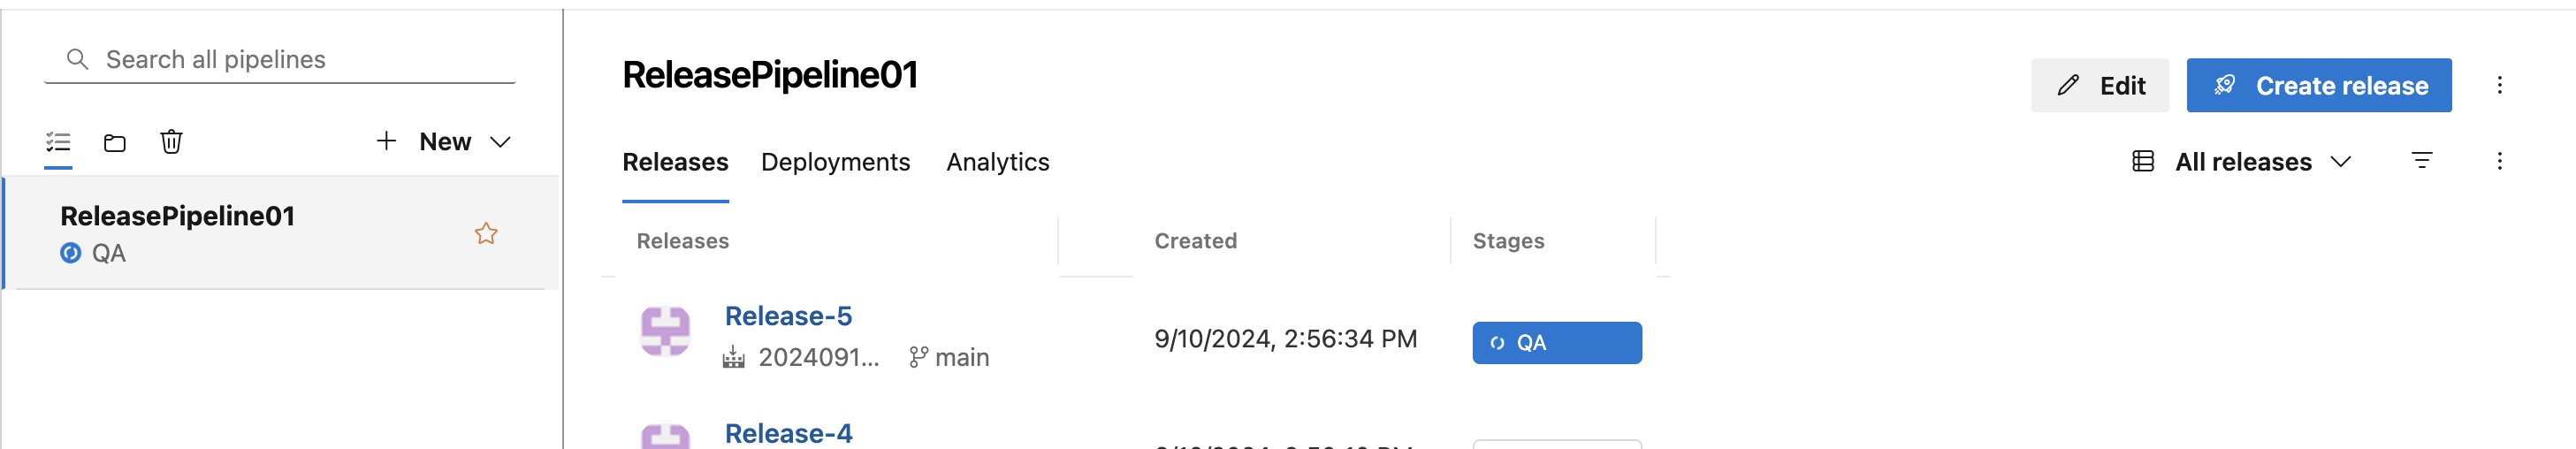 Search all pipelines
New
ReleasePipeline01
QA
ReleasePipeline01
Edit
Create release
Releases
Deployments
Analytics
All releases
Releases
Created
Stages
Release-5
2024091...
main
9/10/2024, 2:56:34 PM
QA
Release-4